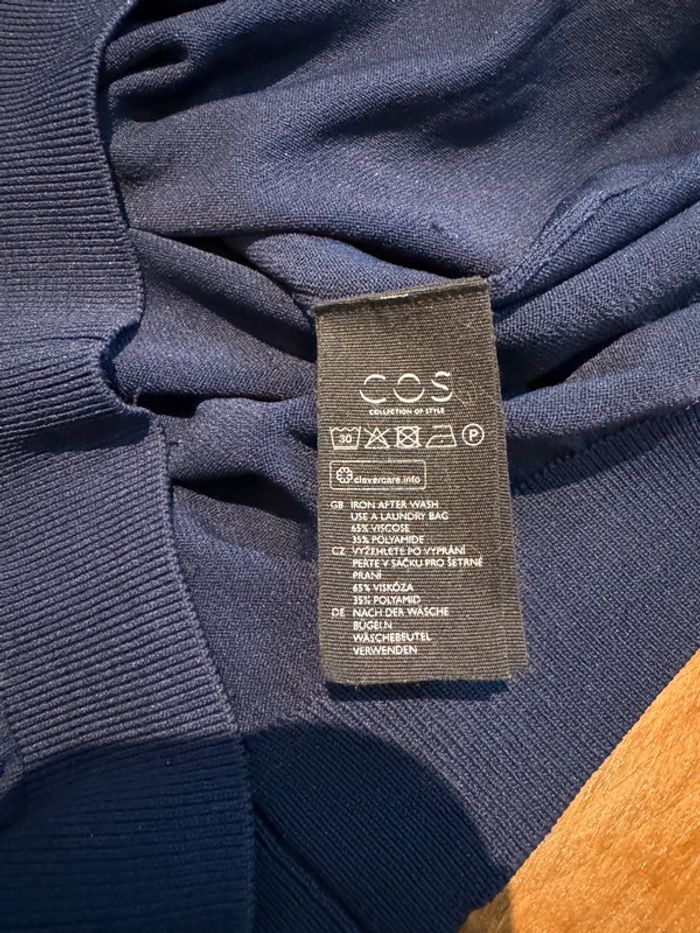 COS
COLLECTION OF STYLE
30 P
clevercare.info
GB IRON AFTER WASH
USE A LAUNDRY BAG
65% VISCOSE
35% POLYAMIDE
CZ VYŽEHLETE PO VYPRÁNÍ
PERTE V SÁČKU PRO ŠETRNÉ
PRANÍ
65% VISKÓZA
35% POLYAMID
DE NACH DER WÄSCHE
BÜGELN
WÄSCHEBEUTEL
VERWENDEN